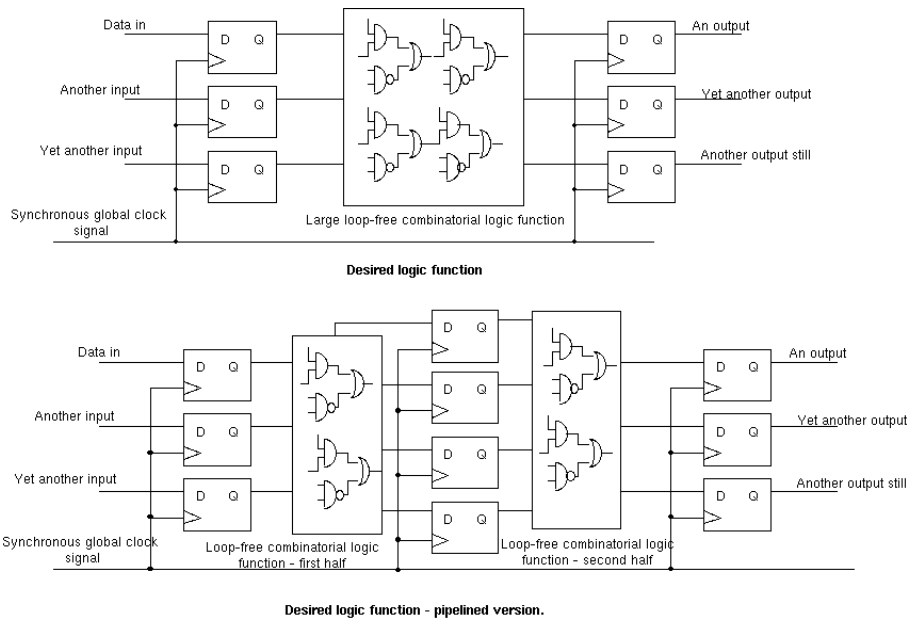 Data in
D Q
D Q
An output
Another input
D Q
D Q
Yet another output
Yet another input
D Q
D Q
Another output still
Synchronous global clock
signal
Large loop-free combinatorial logic function
Desired logic function
D Q
Data in
D Q
D Q
An output
D Q
Another input
D Q
D Q
Yet another output
D Q
Yet another input
D Q
D Q
Another output still
D Q
Synchronous global clock
signal
Loop-free combinatorial logic
function - first half
Loop-free combinatorial logic
function - second half
Desired logic function - pipelined version.